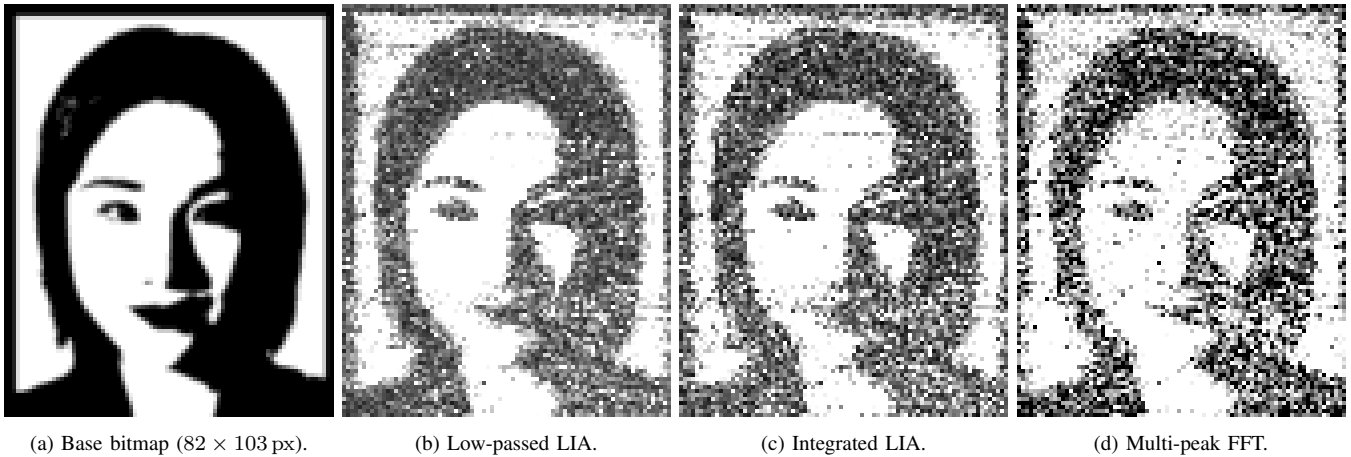 (a) Base bitmap (82 × 103 px).
(b) Low-passed LIA.
(c) Integrated LIA.
(d) Multi-peak FFT.